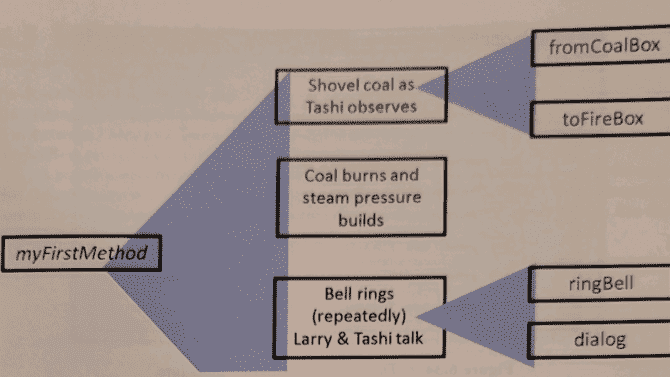 myFirstMethod
Shovel coal as
Tashi observes
Coal burns and
steam pressure
builds
Bell rings
(repeatedly)
Larry & Tashi talk
fromCoalBox
toFireBox
ringBell
dialog